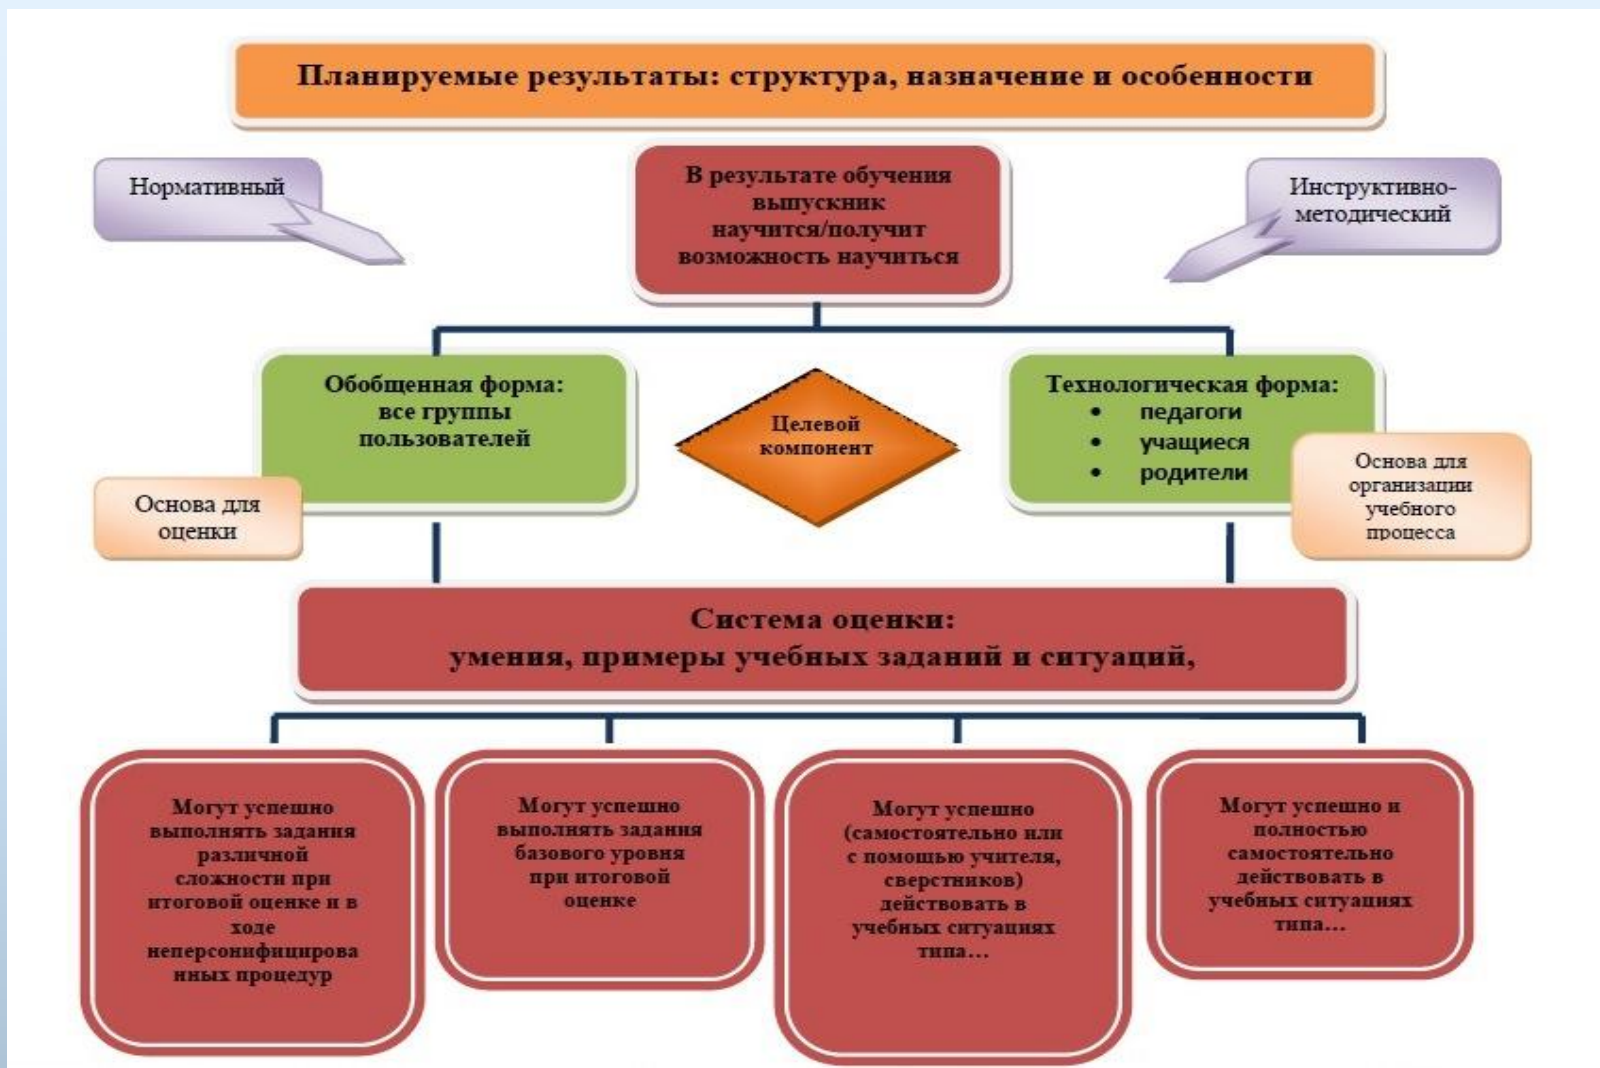 Планируемые результаты: структура, назначение и особенности
Нормативный
В результате обучения
выпускник
научится/получит
возможность научиться
Инструктивно-
методический
Обобщенная форма:
все группы
пользователей
Целевой
компонент
Технологическая форма:
• педагоги
• учащиеся
• родители
Основа для
оценки
Основа для
организации
учебного
процесса
Система оценки:
умения, примеры учебных заданий и ситуаций,
Могут успешно
выполнять задания
различной
сложности при
итоговой оценке и в
ходе
неперсонифицирова
нных процедур
Могут успешно
выполнять задания
базового уровня
при итоговой
оценке
Могут успешно
(самостоятельно или
с помощью учителя,
сверстников)
действовать в
учебных ситуациях
типа…
Могут успешно и
полностью
самостоятельно
действовать в
учебных ситуациях
типа…